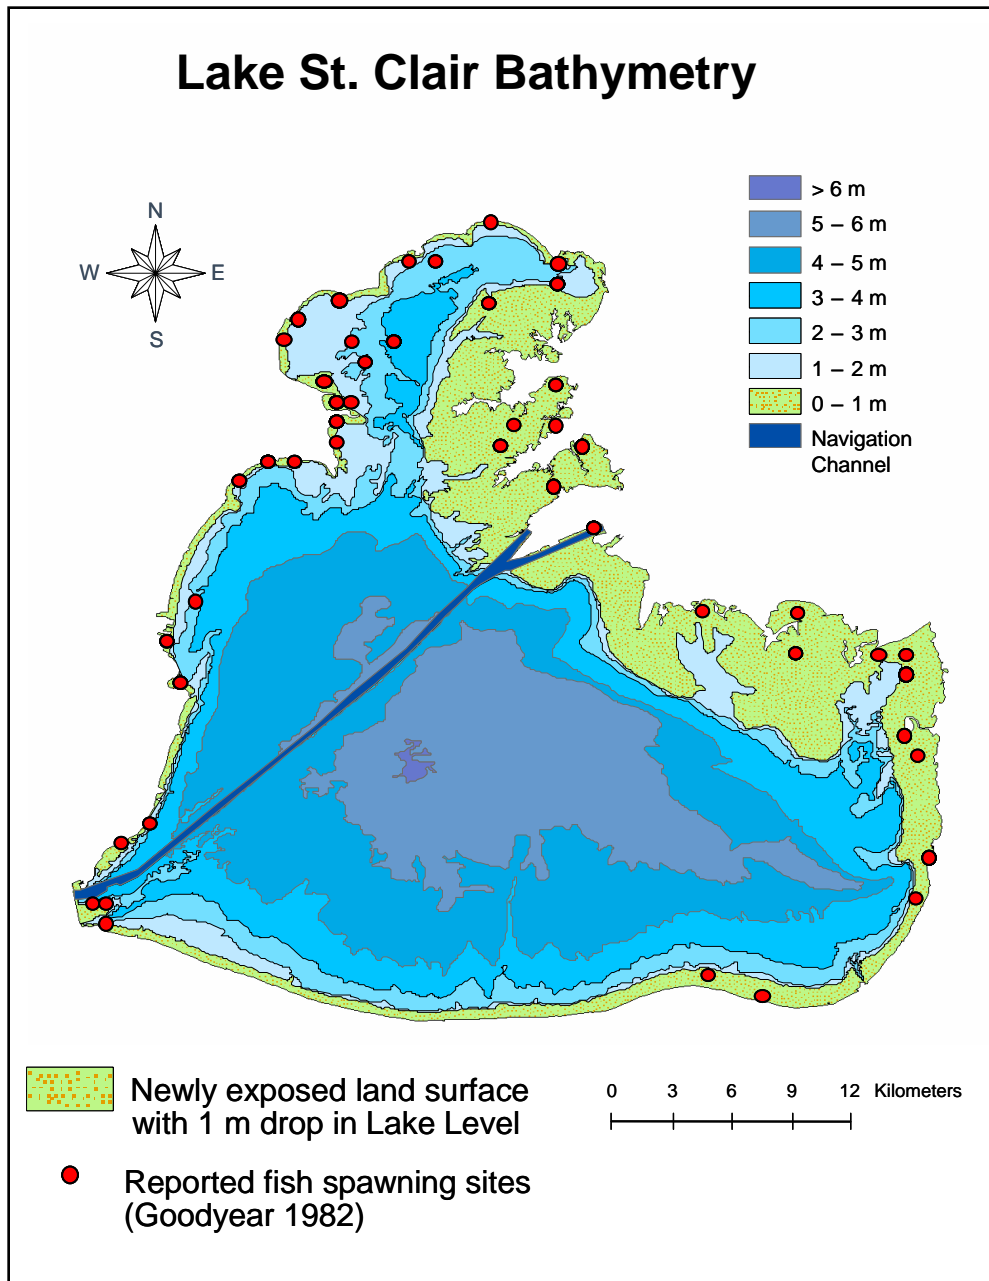 Lake St. Clair Bathymetry
N
W
E
S
> 6 m
5 – 6 m
4 – 5 m
3 – 4 m
2 – 3 m
1 – 2 m
0 – 1 m
Navigation
Channel
Newly exposed land surface
with 1 m drop in Lake Level
0 3 6 9 12 Kilometers
Reported fish spawning sites
(Goodyear 1982)